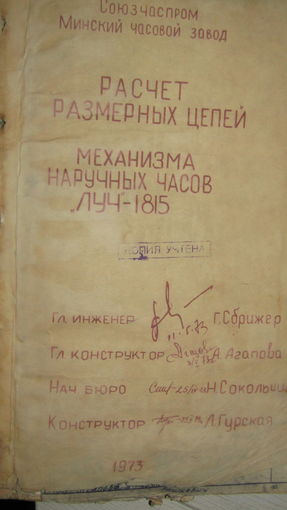 Союзчаспром
Минский часовой завод
РАСЧЕТ
РАЗМЕРНЫХ ЦЕПЕЙ
МЕХАНИЗМА
НАРУЧНЫХ ЧАСОВ
"ЛУЧ"-1815
КОПИЯ УЧТЕНА
Гл. инженер Г. Сбрижер
Гл. конструктор А. Агапова
Нач. бюро Н. Сокольчик
Конструктор Л. Гурская
1973